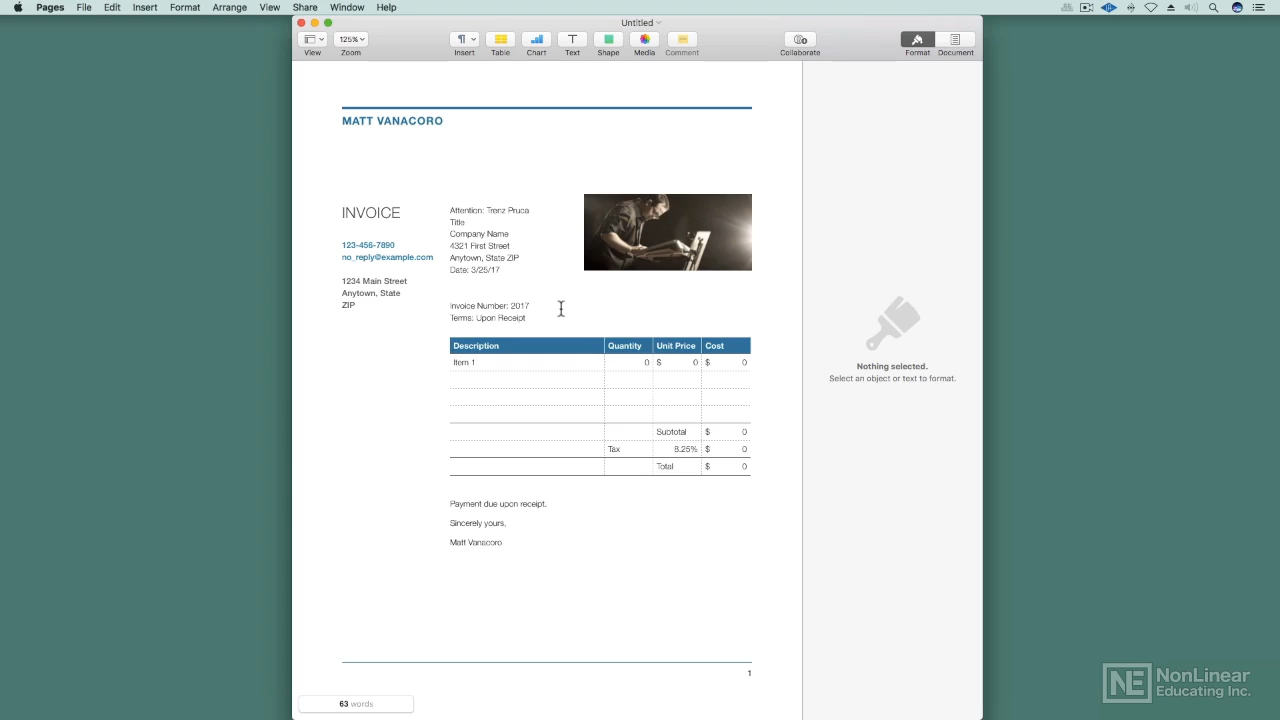 Pages File Edit Insert Format Arrange View Share Window Help
Untitled
125%
View Zoom Insert Table Chart Text Shape Media Comment Collaborate Format Document
MATT VANACORO
INVOICE
123-456-7890
no_reply@example.com
1234 Main Street
Anytown, State
ZIP
Attention: Trenz Pruca
Title
Company Name
4321 First Street
Anytown, State ZIP
Date: 3/25/17
Invoice Number: 2017
Terms: Upon Receipt
Description Quantity Unit Price Cost
Item 1 0 $ 0 $ 0
Subtotal $ 0
Tax 8.25% $ 0
Total $ 0
Payment due upon receipt.
Sincerely yours,
Matt Vanacoro
1
63 words
Nothing selected.
Select an object or text to format.
NE NonLinear
Educating Inc.